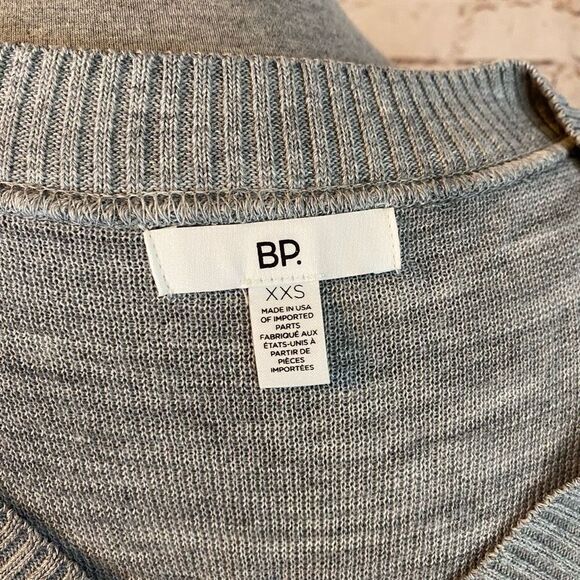 BP.
XXS
MADE IN USA
OF IMPORTED
PARTS
FABRIQUÉ AUX
ÉTATS-UNIS À
PARTIR DE
PIÈCES
IMPORTÉES